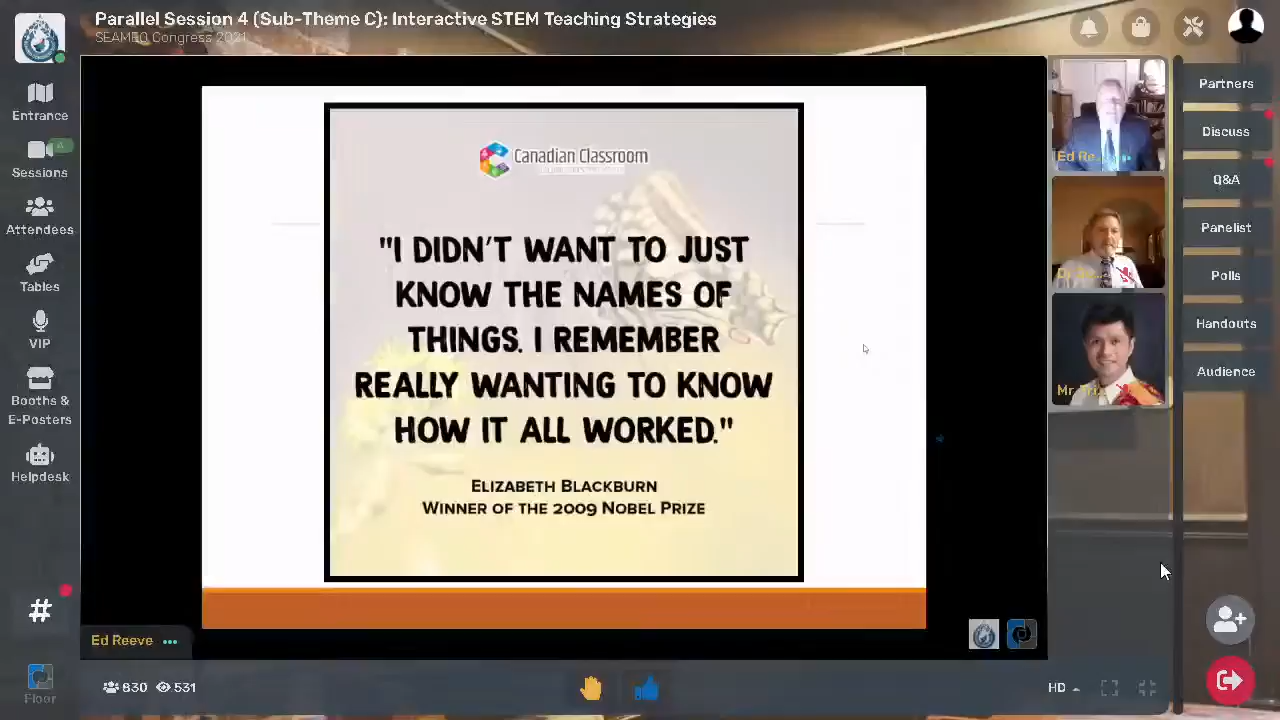 Parallel Session 4 (Sub-Theme C): Interactive STEM Teaching Strategies
SEAMEO Congress 2021
Entrance
Sessions
Attendees
Tables
VIP
Booths &
E-Posters
Helpdesk
#
Floor
Canadian Classroom
"I DIDN'T WANT TO JUST
KNOW THE NAMES OF
THINGS. I REMEMBER
REALLY WANTING TO KNOW
HOW IT ALL WORKED."
ELIZABETH BLACKBURN
WINNER OF THE 2009 NOBEL PRIZE
Ed Reeve
630 531
HD
Ed Re...
Partners
Discuss
Q&A
Panelist
Polls
Handouts
Audience